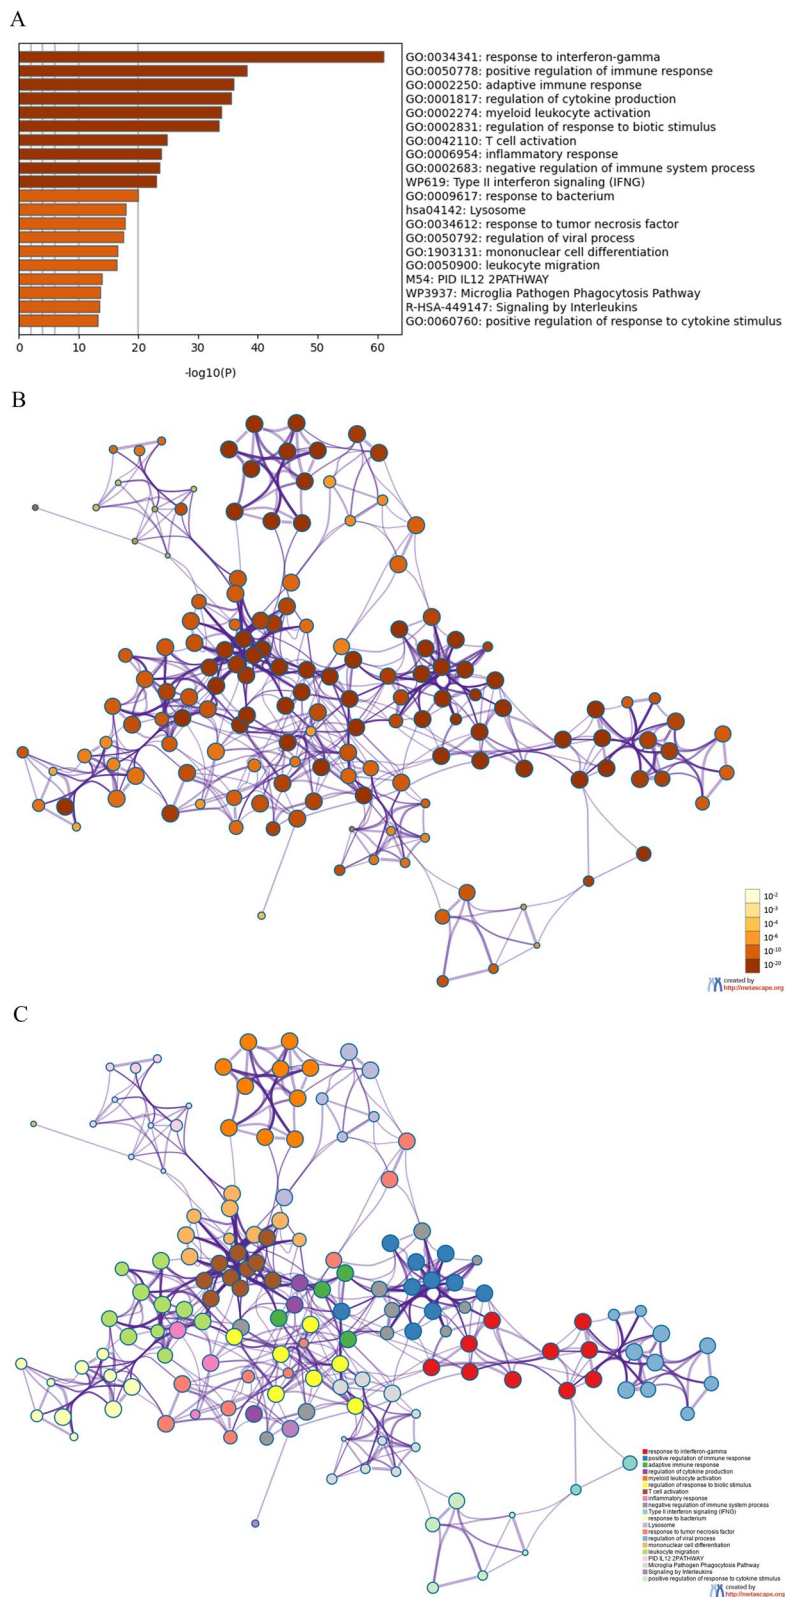 A
GO:0034341: response to interferon-gamma
GO:0050778: positive regulation of immune response
GO:0002250: adaptive immune response
GO:0001817: regulation of cytokine production
GO:0002274: myeloid leukocyte activation
GO:0002831: regulation of response to biotic stimulus
GO:0042110: T cell activation
GO:0006954: inflammatory response
GO:0002683: negative regulation of immune system process
WP619: Type II interferon signaling (IFNG)
GO:0009617: response to bacterium
hsa04142: Lysosome
GO:0034612: response to tumor necrosis factor
GO:0050792: regulation of viral process
GO:1903131: mononuclear cell differentiation
GO:0050900: leukocyte migration
M54: PID IL12 2PATHWAY
WP3937: Microglia Pathogen Phagocytosis Pathway
R-HSA-449147: Signaling by Interleukins
GO:0060760: positive regulation of response to cytokine stimulus
0 10 20 30 40 50 60
-log10(P)
B
10-2
10-3
10-4
10-6
10-10
10-20
created by
http://metascape.org
C
response to interferon-gamma
positive regulation of immune response
adaptive immune response
regulation of cytokine production
myeloid leukocyte activation
regulation of response to biotic stimulus
T cell activation
inflammatory response
negative regulation of immune system process
Type II interferon signaling (IFNG)
response to bacterium
Lysosome
response to tumor necrosis factor
regulation of viral process
mononuclear cell differentiation
leukocyte migration
PID IL12 2PATHWAY
Microglia Pathogen Phagocytosis Pathway
Signaling by Interleukins
positive regulation of response to cytokine stimulus
created by
http://metascape.org